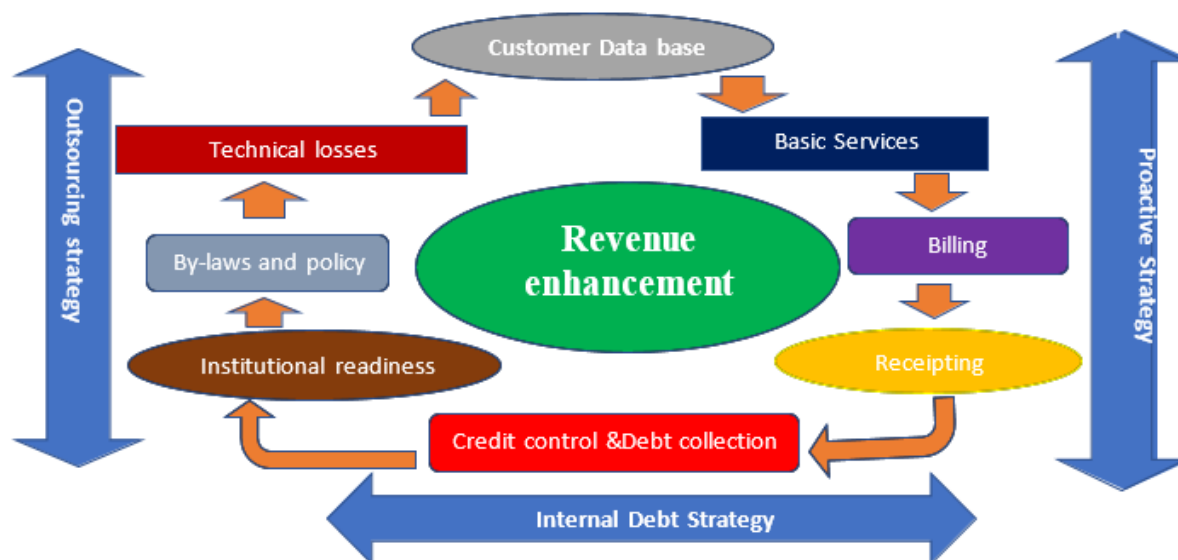 Customer Data base
Outsourcing strategy
Technical losses
Basic Services
Proactive Strategy
Revenue
enhancement
By-laws and policy
Billing
Institutional readiness
Receipting
Credit control &Debt collection
Internal Debt Strategy